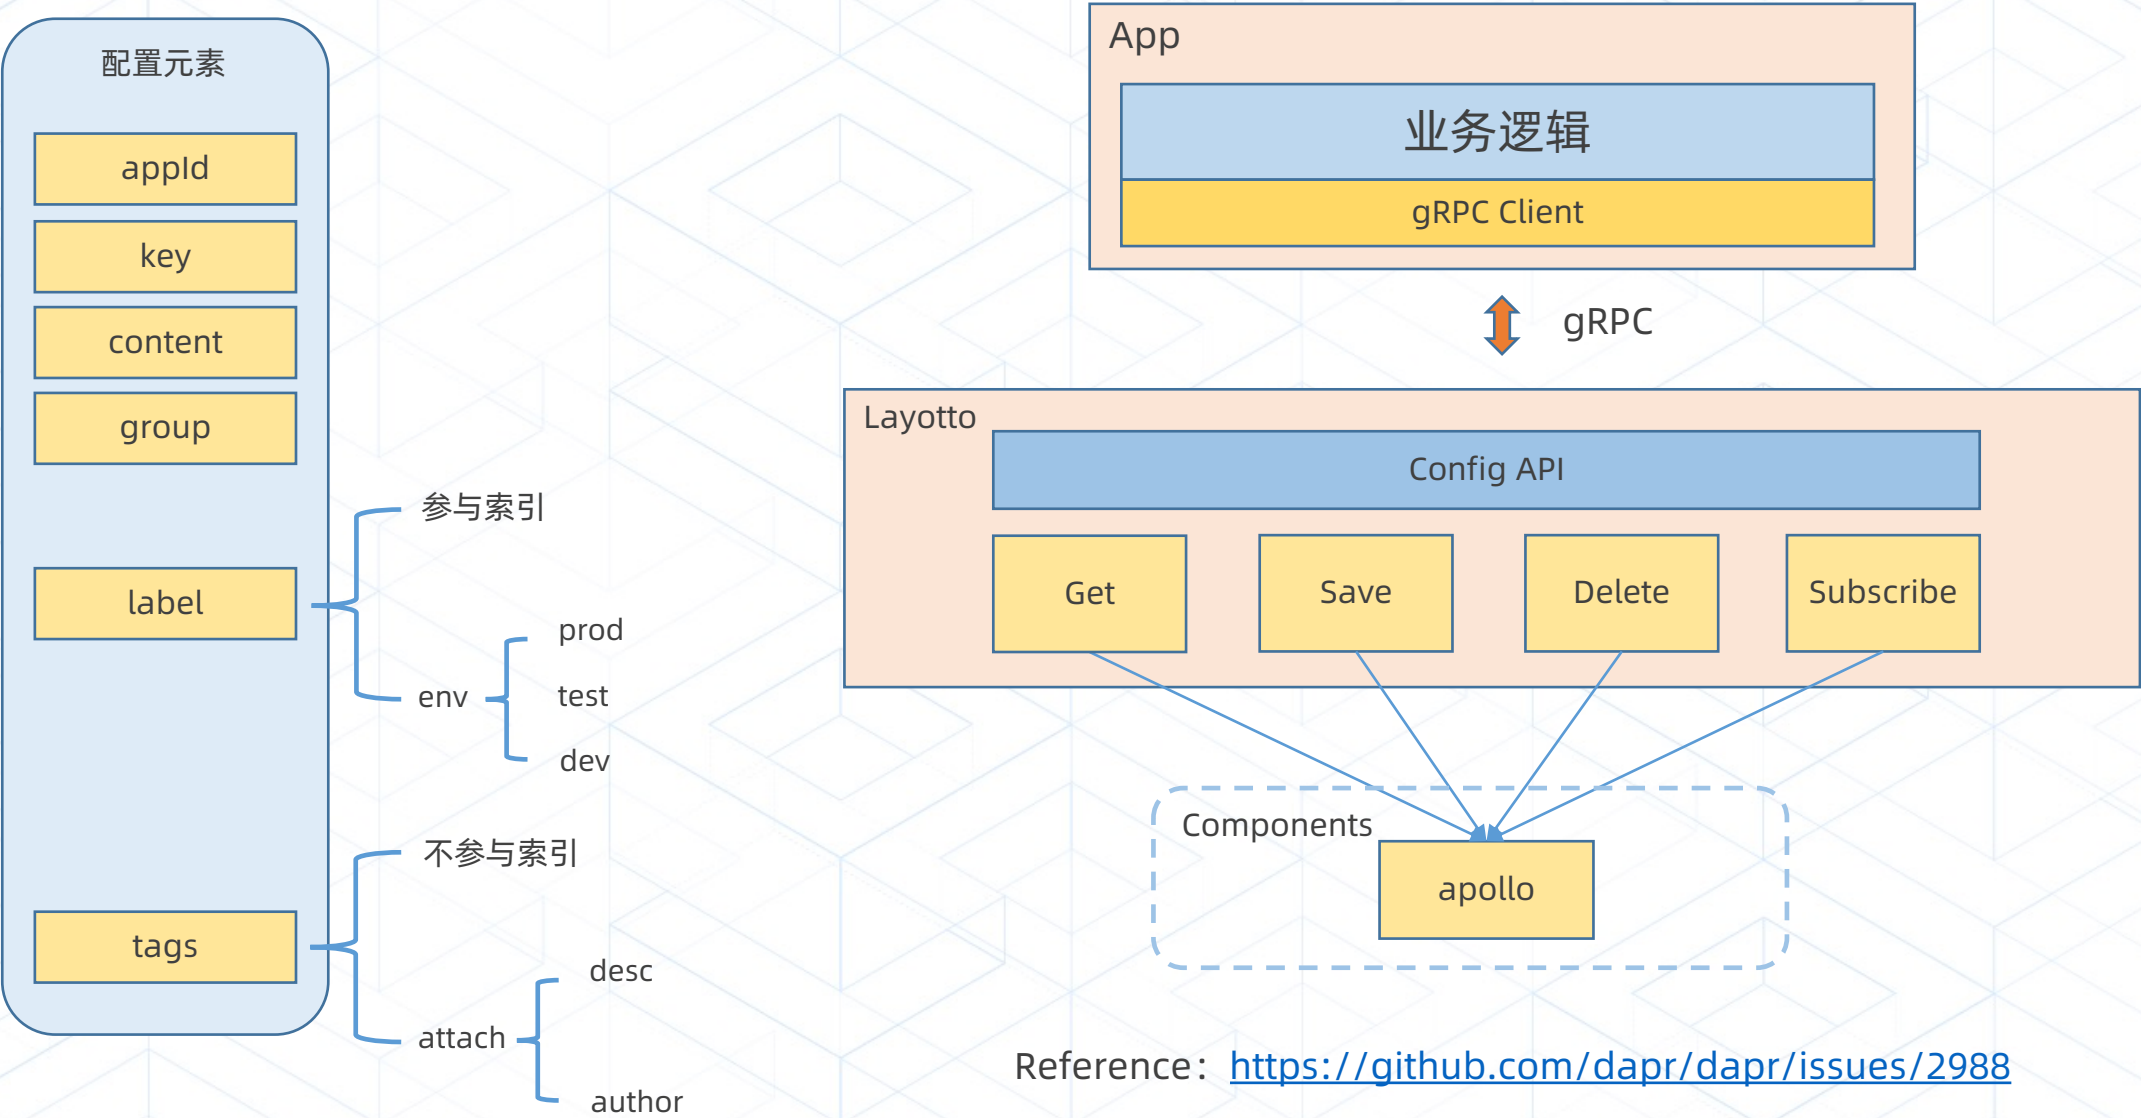 配置元素
appId
key
content
group
label
tags
参与索引
env
prod
test
dev
不参与索引
attach
desc
author
App
业务逻辑
gRPC Client
gRPC
Layotto
Config API
Get
Save
Delete
Subscribe
Components
apollo
Reference：https://github.com/dapr/dapr/issues/2988